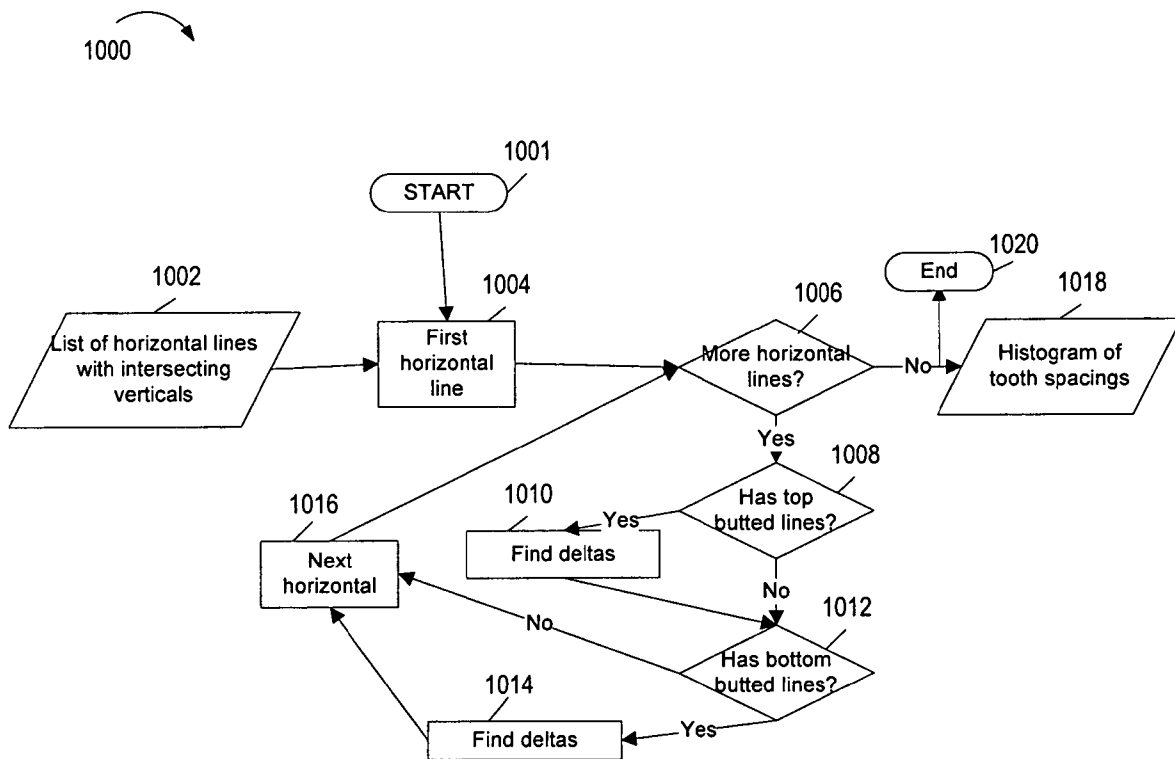 1000
1001
START
1002
List of horizontal lines
with intersecting
verticals
1004
First
horizontal
line
1006
More horizontal
lines?
No
1020
End
1018
Histogram of
tooth spacings
Yes
1008
Has top
butted lines?
Yes
1010
Find deltas
No
1016
Next
horizontal
1012
Has bottom
butted lines?
No
Yes
1014
Find deltas